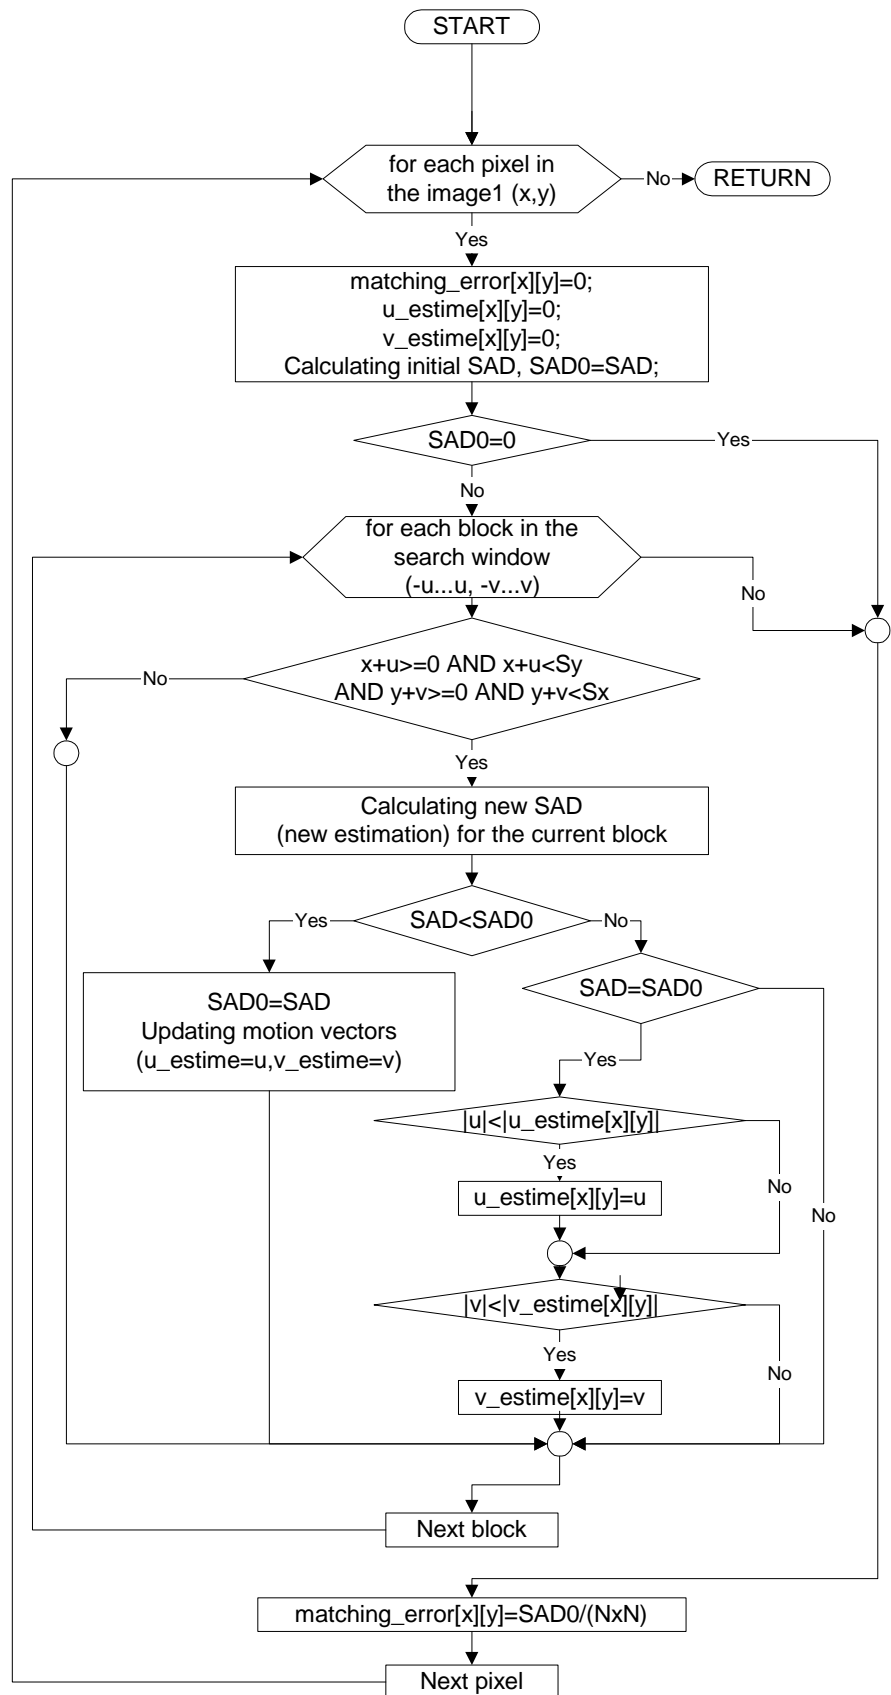 START
for each pixel in
the image1 (x,y)
No
RETURN
Yes
matching_error[x][y]=0;
u_estime[x][y]=0;
v_estime[x][y]=0;
Calculating initial SAD, SAD0=SAD;
SAD0=0
Yes
No
for each block in the
search window
(-u...u, -v...v)
No
x+u>=0 AND x+u<Sy
AND y+v>=0 AND y+v<Sx
No
Yes
Calculating new SAD
(new estimation) for the current block
SAD<SAD0
Yes
No
SAD=SAD0
SAD0=SAD
Updating motion vectors
(u_estime=u,v_estime=v)
Yes
|u|<|u_estime[x][y]|
Yes
No
u_estime[x][y]=u
No
|v|<|v_estime[x][y]|
Yes
No
v_estime[x][y]=v
Next block
matching_error[x][y]=SAD0/(NxN)
Next pixel